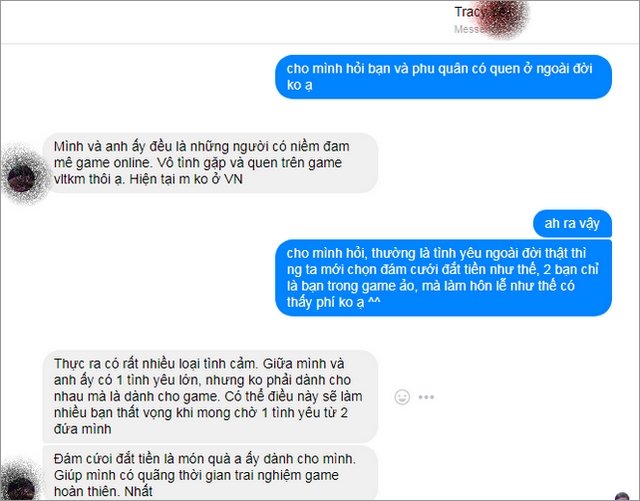 Tracy
cho mình hỏi bạn và phu quân có quen ở ngoài đời
ko ạ
Mình và anh ấy đều là những người có niềm đam
mê game online. Vô tình gặp và quen trên game
vltkm thôi ạ. Hiện tại m ko ở VN
ah ra vậy
cho mình hỏi, thường là tình yêu ngoài đời thật thì
ng ta mới chọn đám cưới đắt tiền như thế, 2 bạn chỉ
là bạn trong game ảo, mà làm hôn lễ như thế có
thấy phí ko ạ ^^
Thực ra có rất nhiều loại tình cảm. Giữa mình và
anh ấy có 1 tình yêu lớn, nhưng ko phải dành cho
nhau mà là dành cho game. Có thể điều này sẽ làm
nhiều bạn thất vọng khi mong chờ 1 tình yêu từ 2
đứa mình
Đám cưới đắt tiền là món quà a ấy dành cho mình.
Giúp mình có quãng thời gian trai nghiệm game
hoàn thiện. Nhất